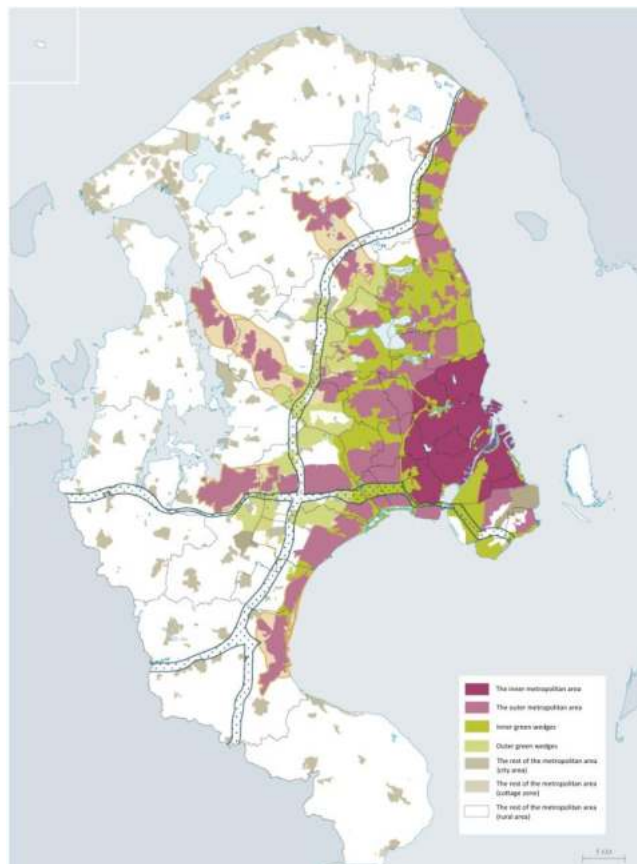 The inner metropolitan area
The outer metropolitan area
Inner green wedges
Outer green wedges
The rest of the metropolitan area
(city area)
The rest of the metropolitan area
(cottage zone)
The rest of the metropolitan area
(rural area)